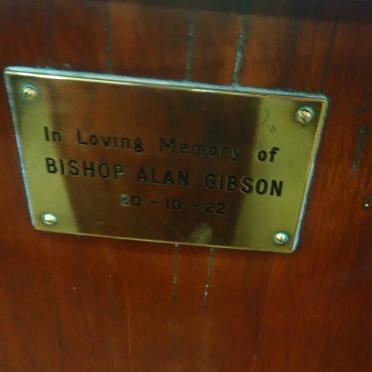 In Loving Memory of
BISHOP ALAN GIBSON
20-10-22